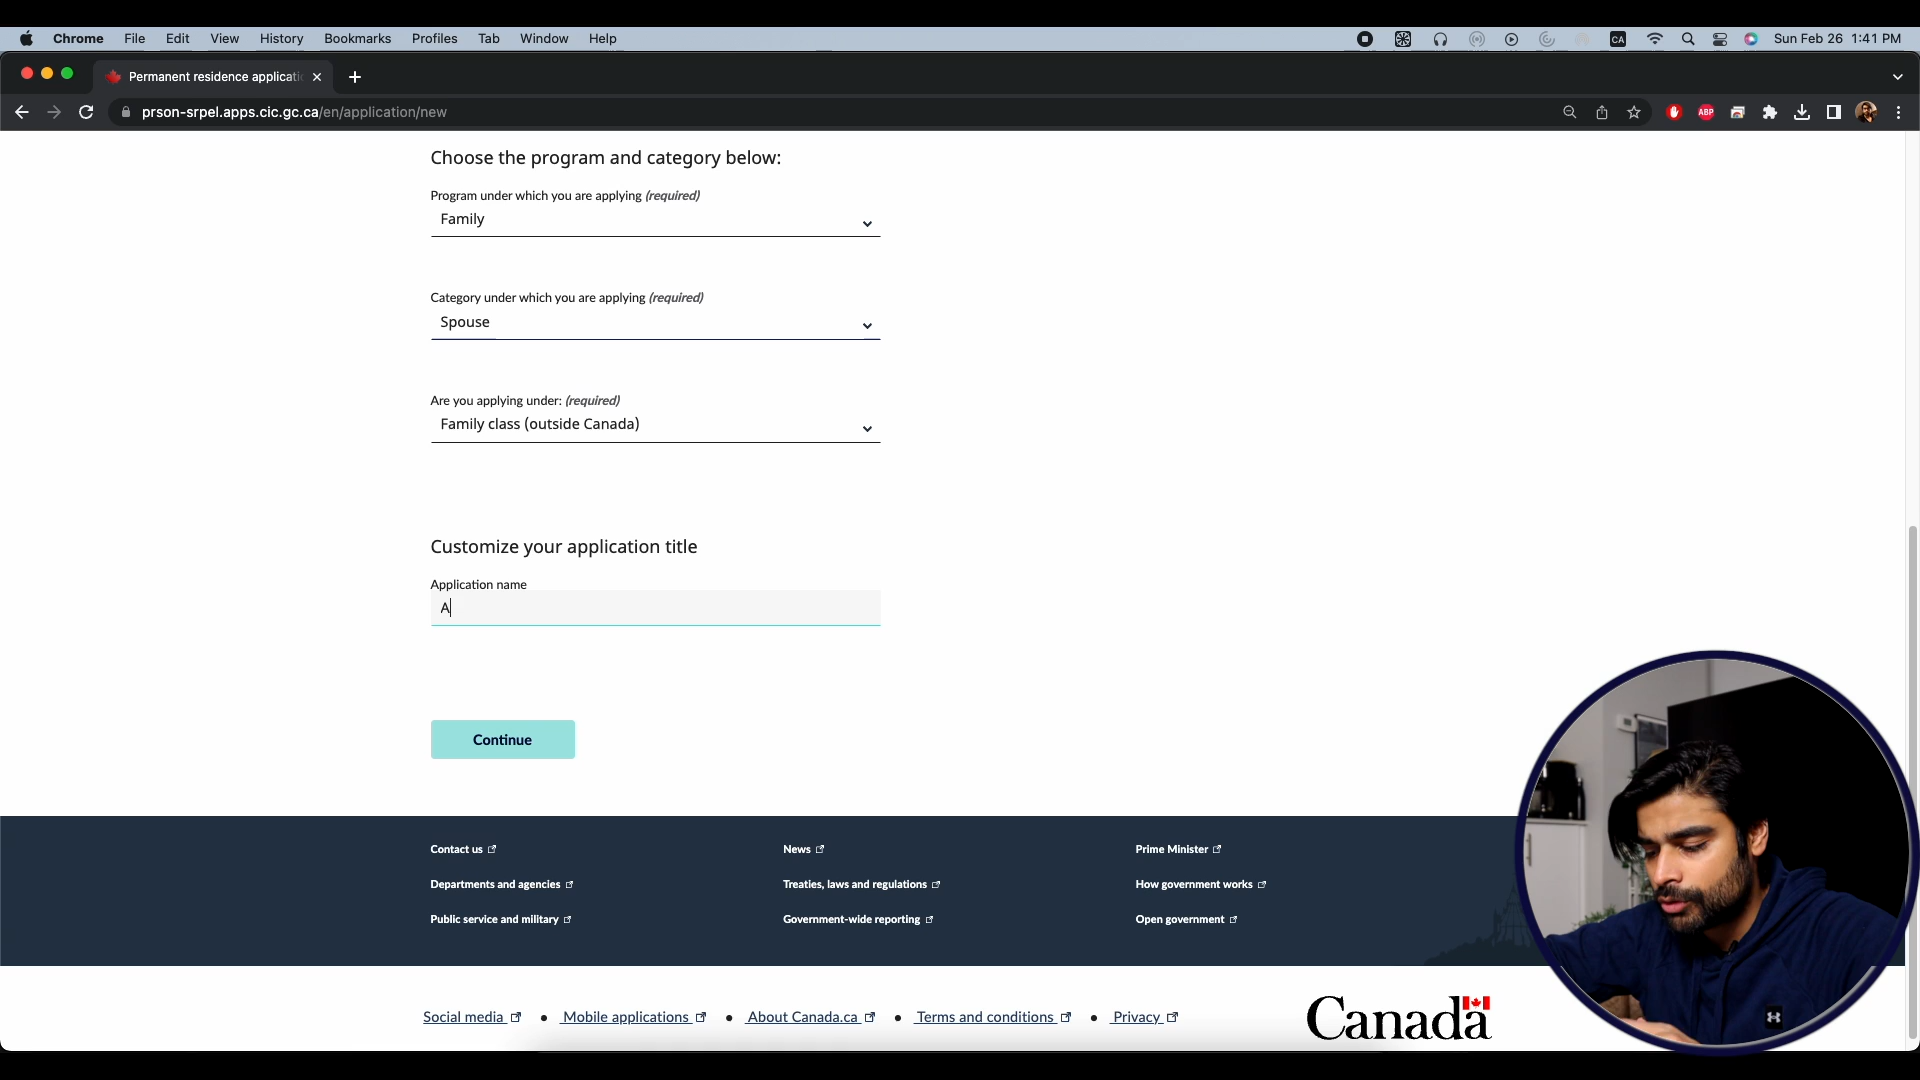 Chrome File Edit View History Bookmarks Profiles Tab Window Help CA Sun Feb 26 1:41 PM
Permanent residence applicati
prson-srpel.apps.cic.gc.ca/en/application/new ABP
Choose the program and category below:
Program under which you are applying (required)
Family
Category under which you are applying (required)
Spouse
Are you applying under: (required)
Family class (outside Canada)
Customize your application title
Application name
A
Continue
Contact us News Prime Minister
Departments and agencies Treaties, laws and regulations How government works
Public service and military Government-wide reporting Open government
Social media • Mobile applications • About Canada.ca • Terms and conditions • Privacy
Canada